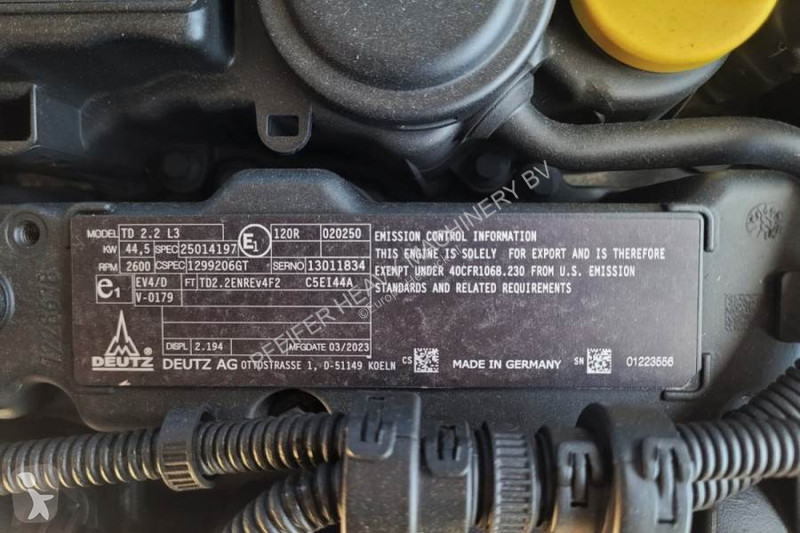 MODEL TD 2.2 L3 E1 120R 020250
KW 44,5 SPEC 25014197
RPM 2600 CSPEC 1299206GT SERNO 13011834
e1 EV4/D FT TD2.2ENREv4F2 C5E144A
V-0179
DISPL 2.194 MFGDATE 03/2023
DEUTZ DEUTZ AG OTTOSTRASSE 1, D-51149 KOELN CS MADE IN GERMANY SN 01223556
EMISSION CONTROL INFORMATION
THIS ENGINE IS SOLELY FOR EXPORT AND IS THEREFORE
EXEMPT UNDER 40CFR1068.230 FROM U.S. EMISSION
STANDARDS AND RELATED REQUIREMENTS
PFEIFER HEAVY MACHINERY BV